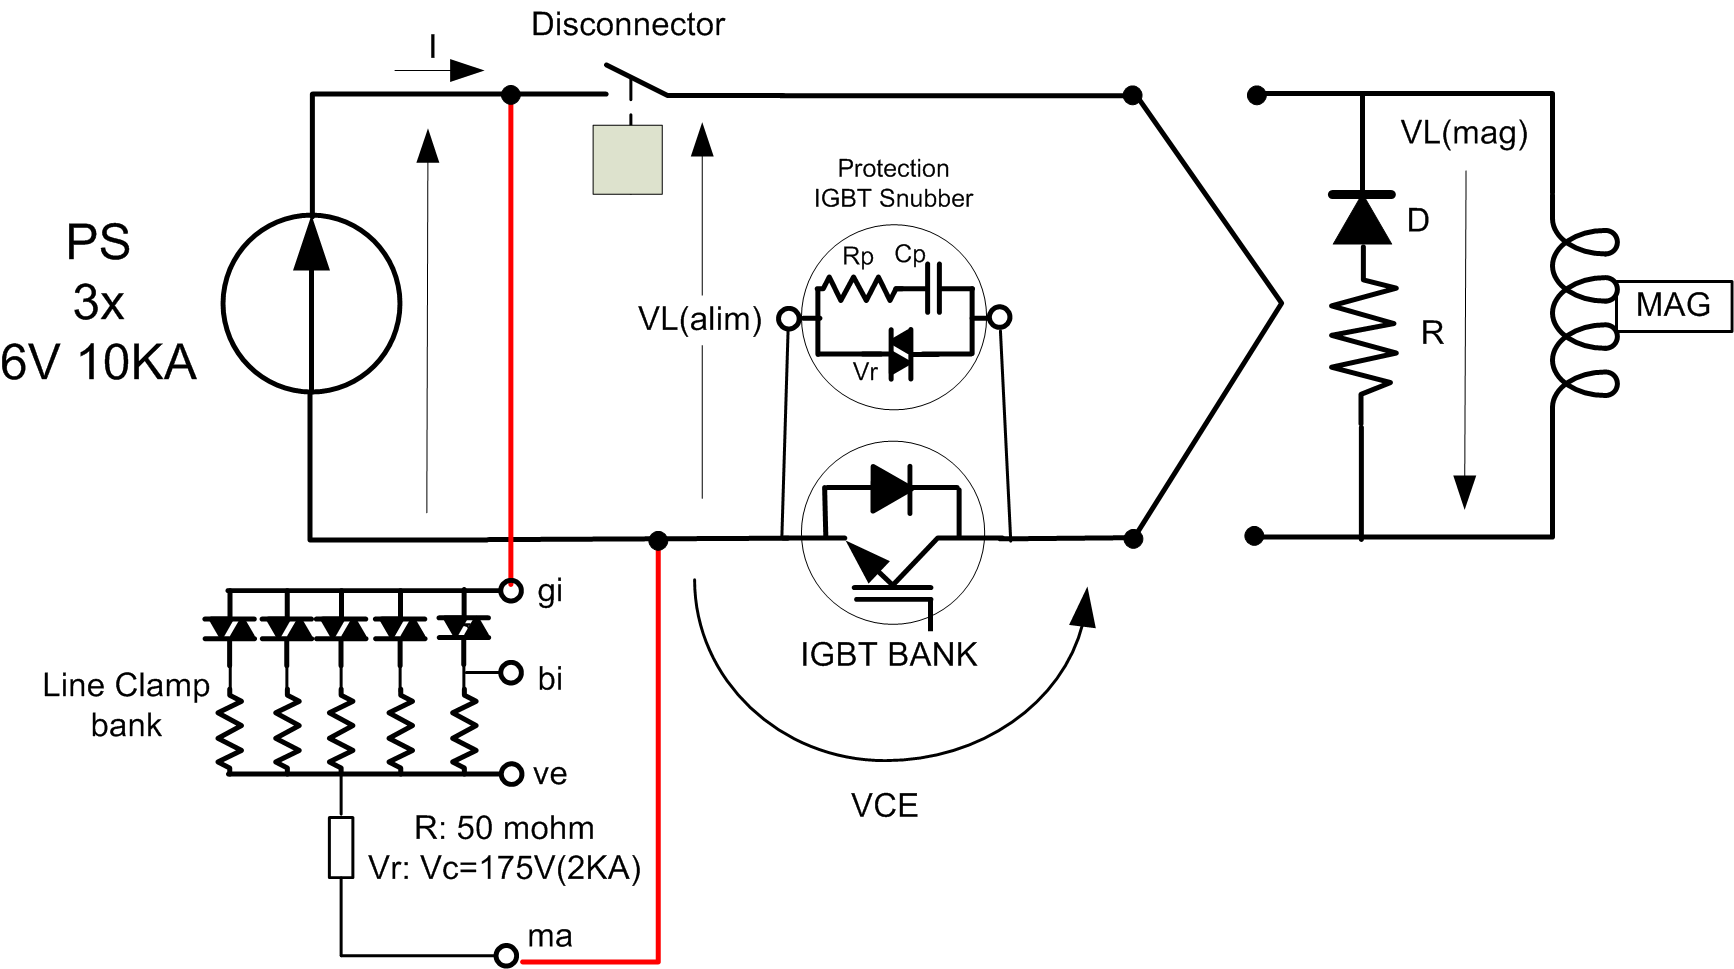 Disconnector
I
VL(mag)
Protection
IGBT Snubber
PS
3x
6V 10KA
Rp
Cp
D
VL(alim)
MAG
R
Vr
gi
IGBT BANK
bi
Line Clamp
bank
ve
VCE
R: 50 mohm
Vr: Vc=175V(2KA)
ma